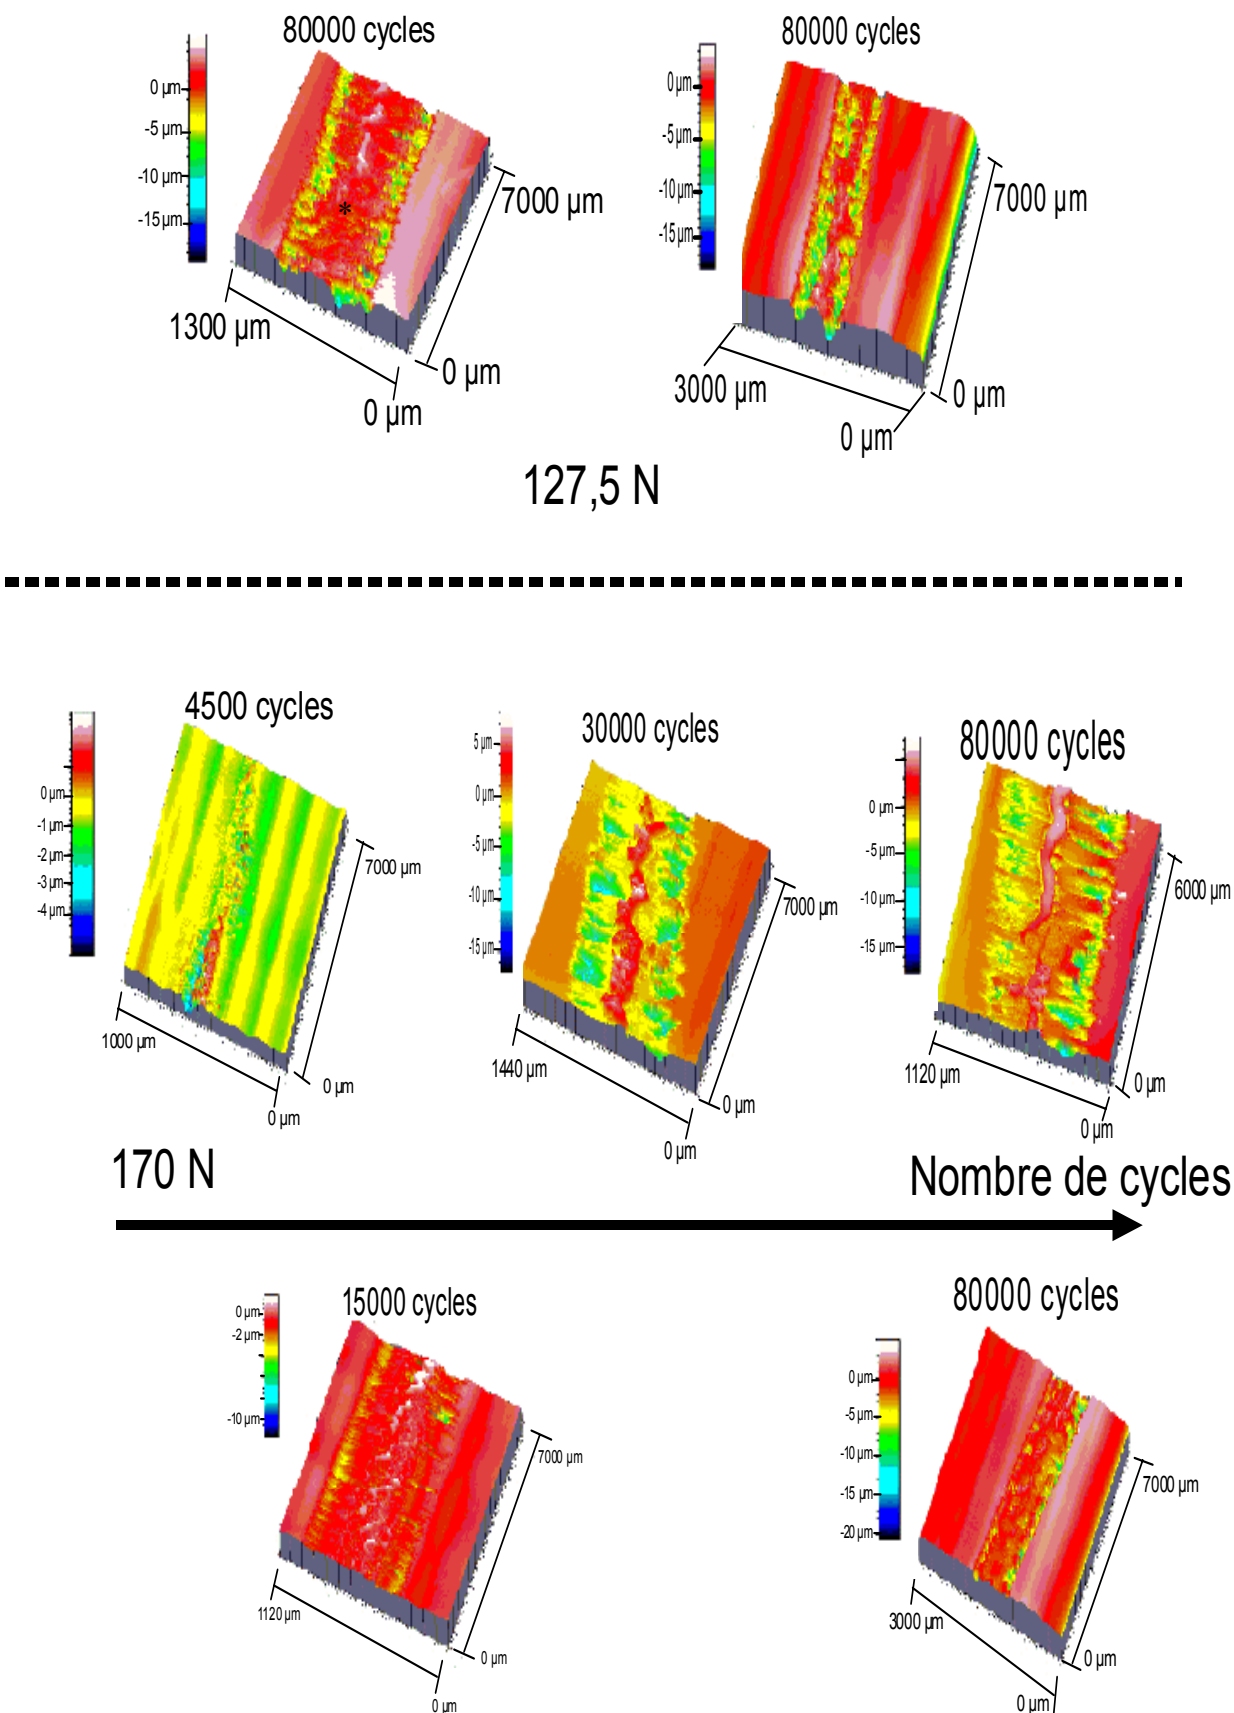 80000 cycles
0 µm
-5 µm
-10 µm
-15 µm
*
7000 µm
1300 µm
0 µm
0 µm
80000 cycles
0 µm
-5 µm
-10 µm
-15 µm
7000 µm
3000 µm
0 µm
0 µm
127,5 N
4500 cycles
0 µm
-1 µm
-2 µm
-3 µm
-4 µm
7000 µm
1000 µm
0 µm
0 µm
30000 cycles
5 µm
0 µm
-5 µm
-10 µm
-15 µm
7000 µm
1440 µm
0 µm
0 µm
80000 cycles
0 µm
-5 µm
-10 µm
-15 µm
6000 µm
1120 µm
0 µm
0 µm
170 N
Nombre de cycles
15000 cycles
0 µm
-2 µm
-10 µm
7000 µm
1120 µm
0 µm
0 µm
80000 cycles
0 µm
-5 µm
-10 µm
-15 µm
-20 µm
7000 µm
3000 µm
0 µm
0 µm